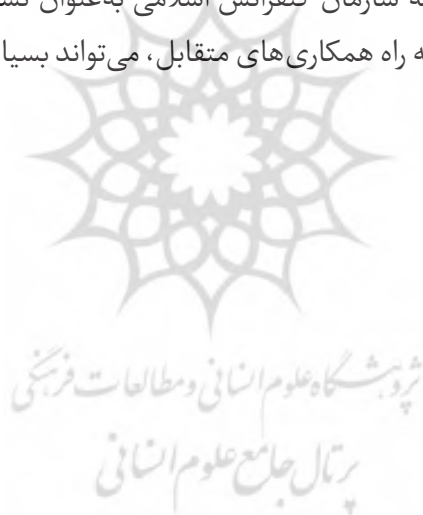 ه سازمان کنفرانس اسلامی به‌عنوان
ه راه همکاری‌های متقابل، می‌تواند
پژوهشگاه علوم انسانی و مطالعات فرهنگی
پرتال جامع علوم انسانی